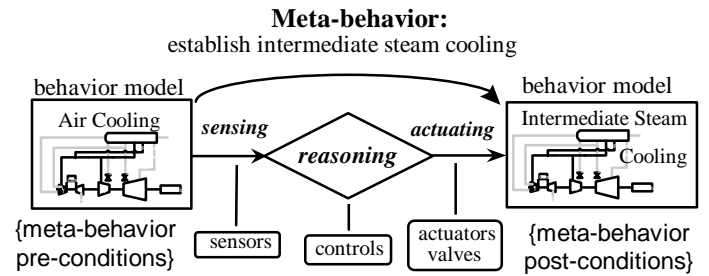 Meta-behavior:
establish intermediate steam cooling
behavior model
behavior model
Air Cooling
sensing
reasoning
actuating
Intermediate Steam
Cooling
{meta-behavior
pre-conditions}
sensors
controls
actuators
valves
{meta-behavior
post-conditions}